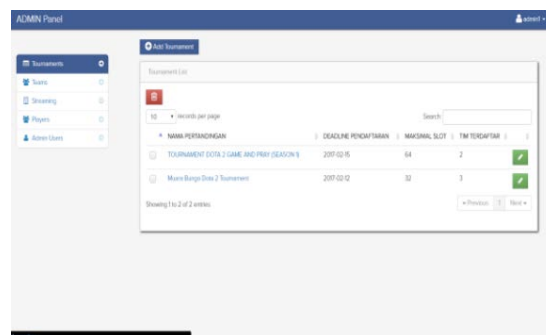 ADMIN Panel
admin1
Add Tournament
Tournaments
Teams
Streaming
Players
Admin Users
Tournament List
10 records per page
Search:
NAMA PERTANDINGAN DEADLINE PENDAFTARAN MAKSIMAL SLOT TIM TERDAFTAR
TOURNAMENT DOTA 2 GAME AND PRAY (SEASON 1) 2017-02-15 64 2
Muara Bungo Dota 2 Tournament 2017-02-12 32 3
Showing 1 to 2 of 2 entries
« Previous 1 Next »